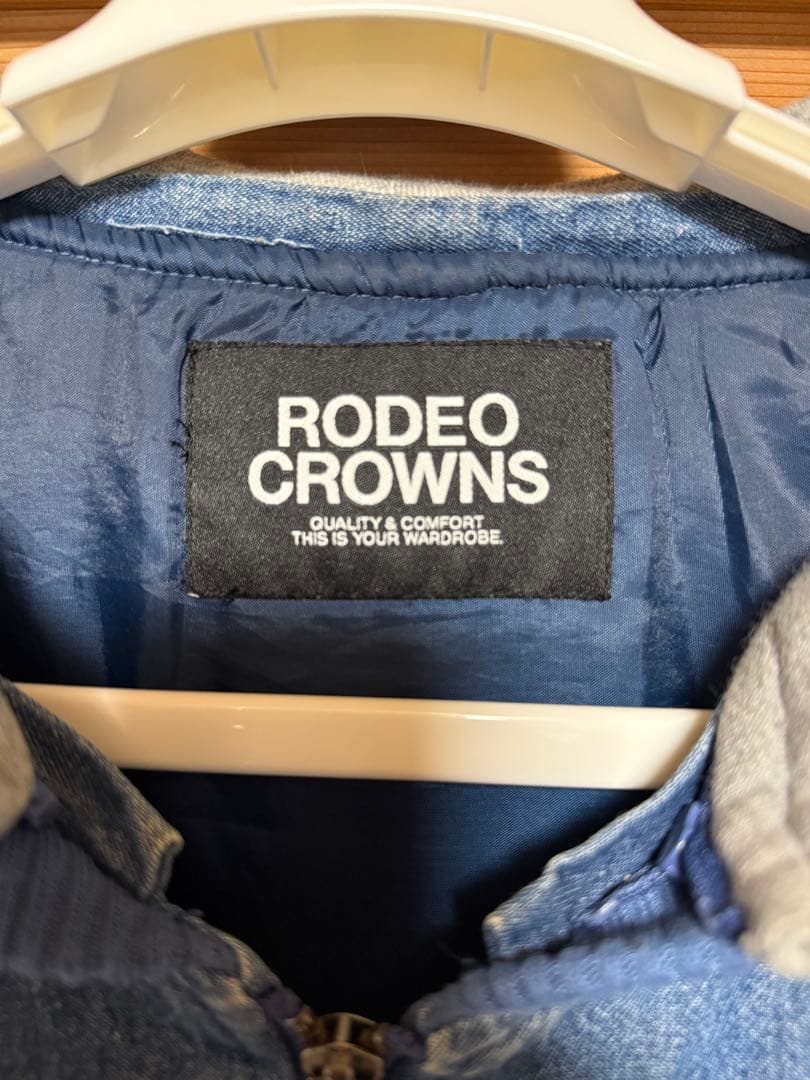 RODEO
CROWNS
QUALITY & COMFORT
THIS IS YOUR WARDROBE.